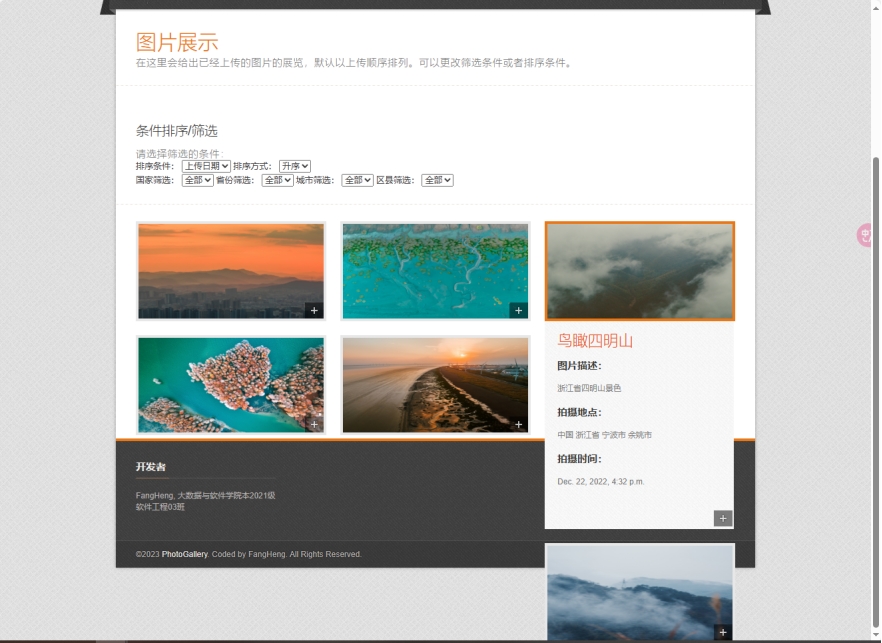 图片展示
在这里会给出已经上传的图片的展览，默认以上传顺序排列。可以更改筛选条件或者排序条件。
条件排序/筛选
请选择筛选的条件:
排序条件: 上传日期 排序方式: 升序
国家筛选: 全部 省份筛选: 全部 城市筛选: 全部 区县筛选: 全部
+
+
鸟瞰四明山
图片描述:
浙江省四明山景色
拍摄地点:
中国 浙江省 宁波市 余姚市
拍摄时间:
Dec. 22, 2022, 4:32 p.m.
+
+
+
+
开发者
FangHeng, 大数据与软件学院本2021级
软件工程03班
©2023 PhotoGallery. Coded by FangHeng. All Rights Reserved.